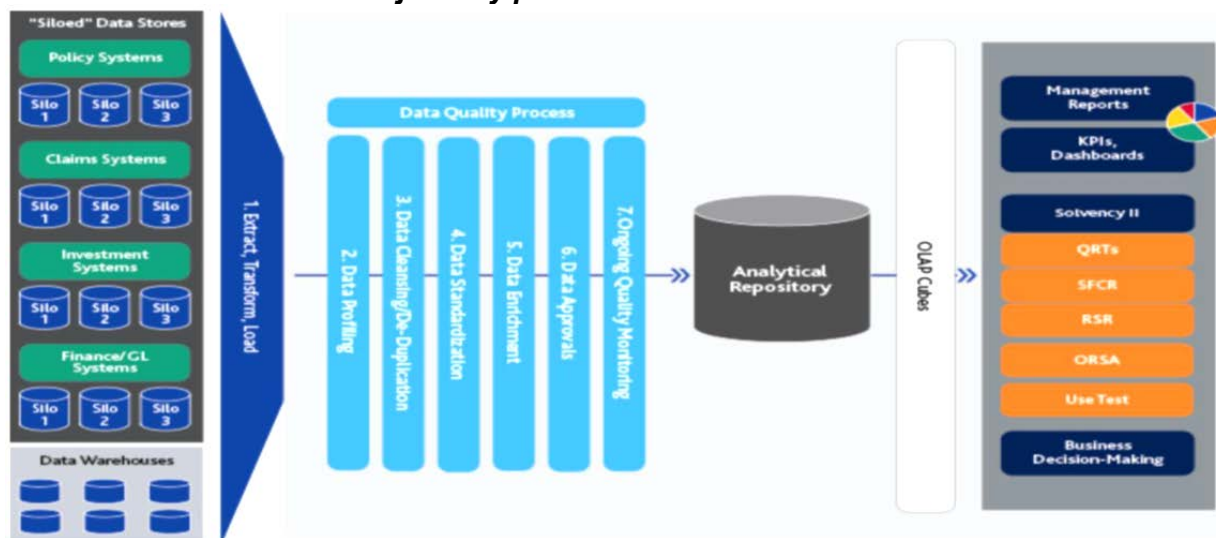 "Siloed" Data Stores
Policy Systems
Silo
1
Silo
2
Silo
3
Claims Systems
Silo
1
Silo
2
Silo
3
Investment
Systems
Silo
1
Silo
2
Silo
3
Finance/GL
Systems
Silo
1
Silo
2
Silo
3
Data Warehouses
1. Extract, Transform, Load
Data Quality Process
2. Data Profiling
3. Data Cleansing/De-Duplication
4. Data Standardization
5. Data Enrichment
6. Data Approvals
7. Ongoing Quality Monitoring
Analytical
Repository
OLAP Cubes
Management
Reports
KPIs,
Dashboards
Solvency II
QRTs
SFCR
RSR
ORSA
Use Test
Business
Decision-Making